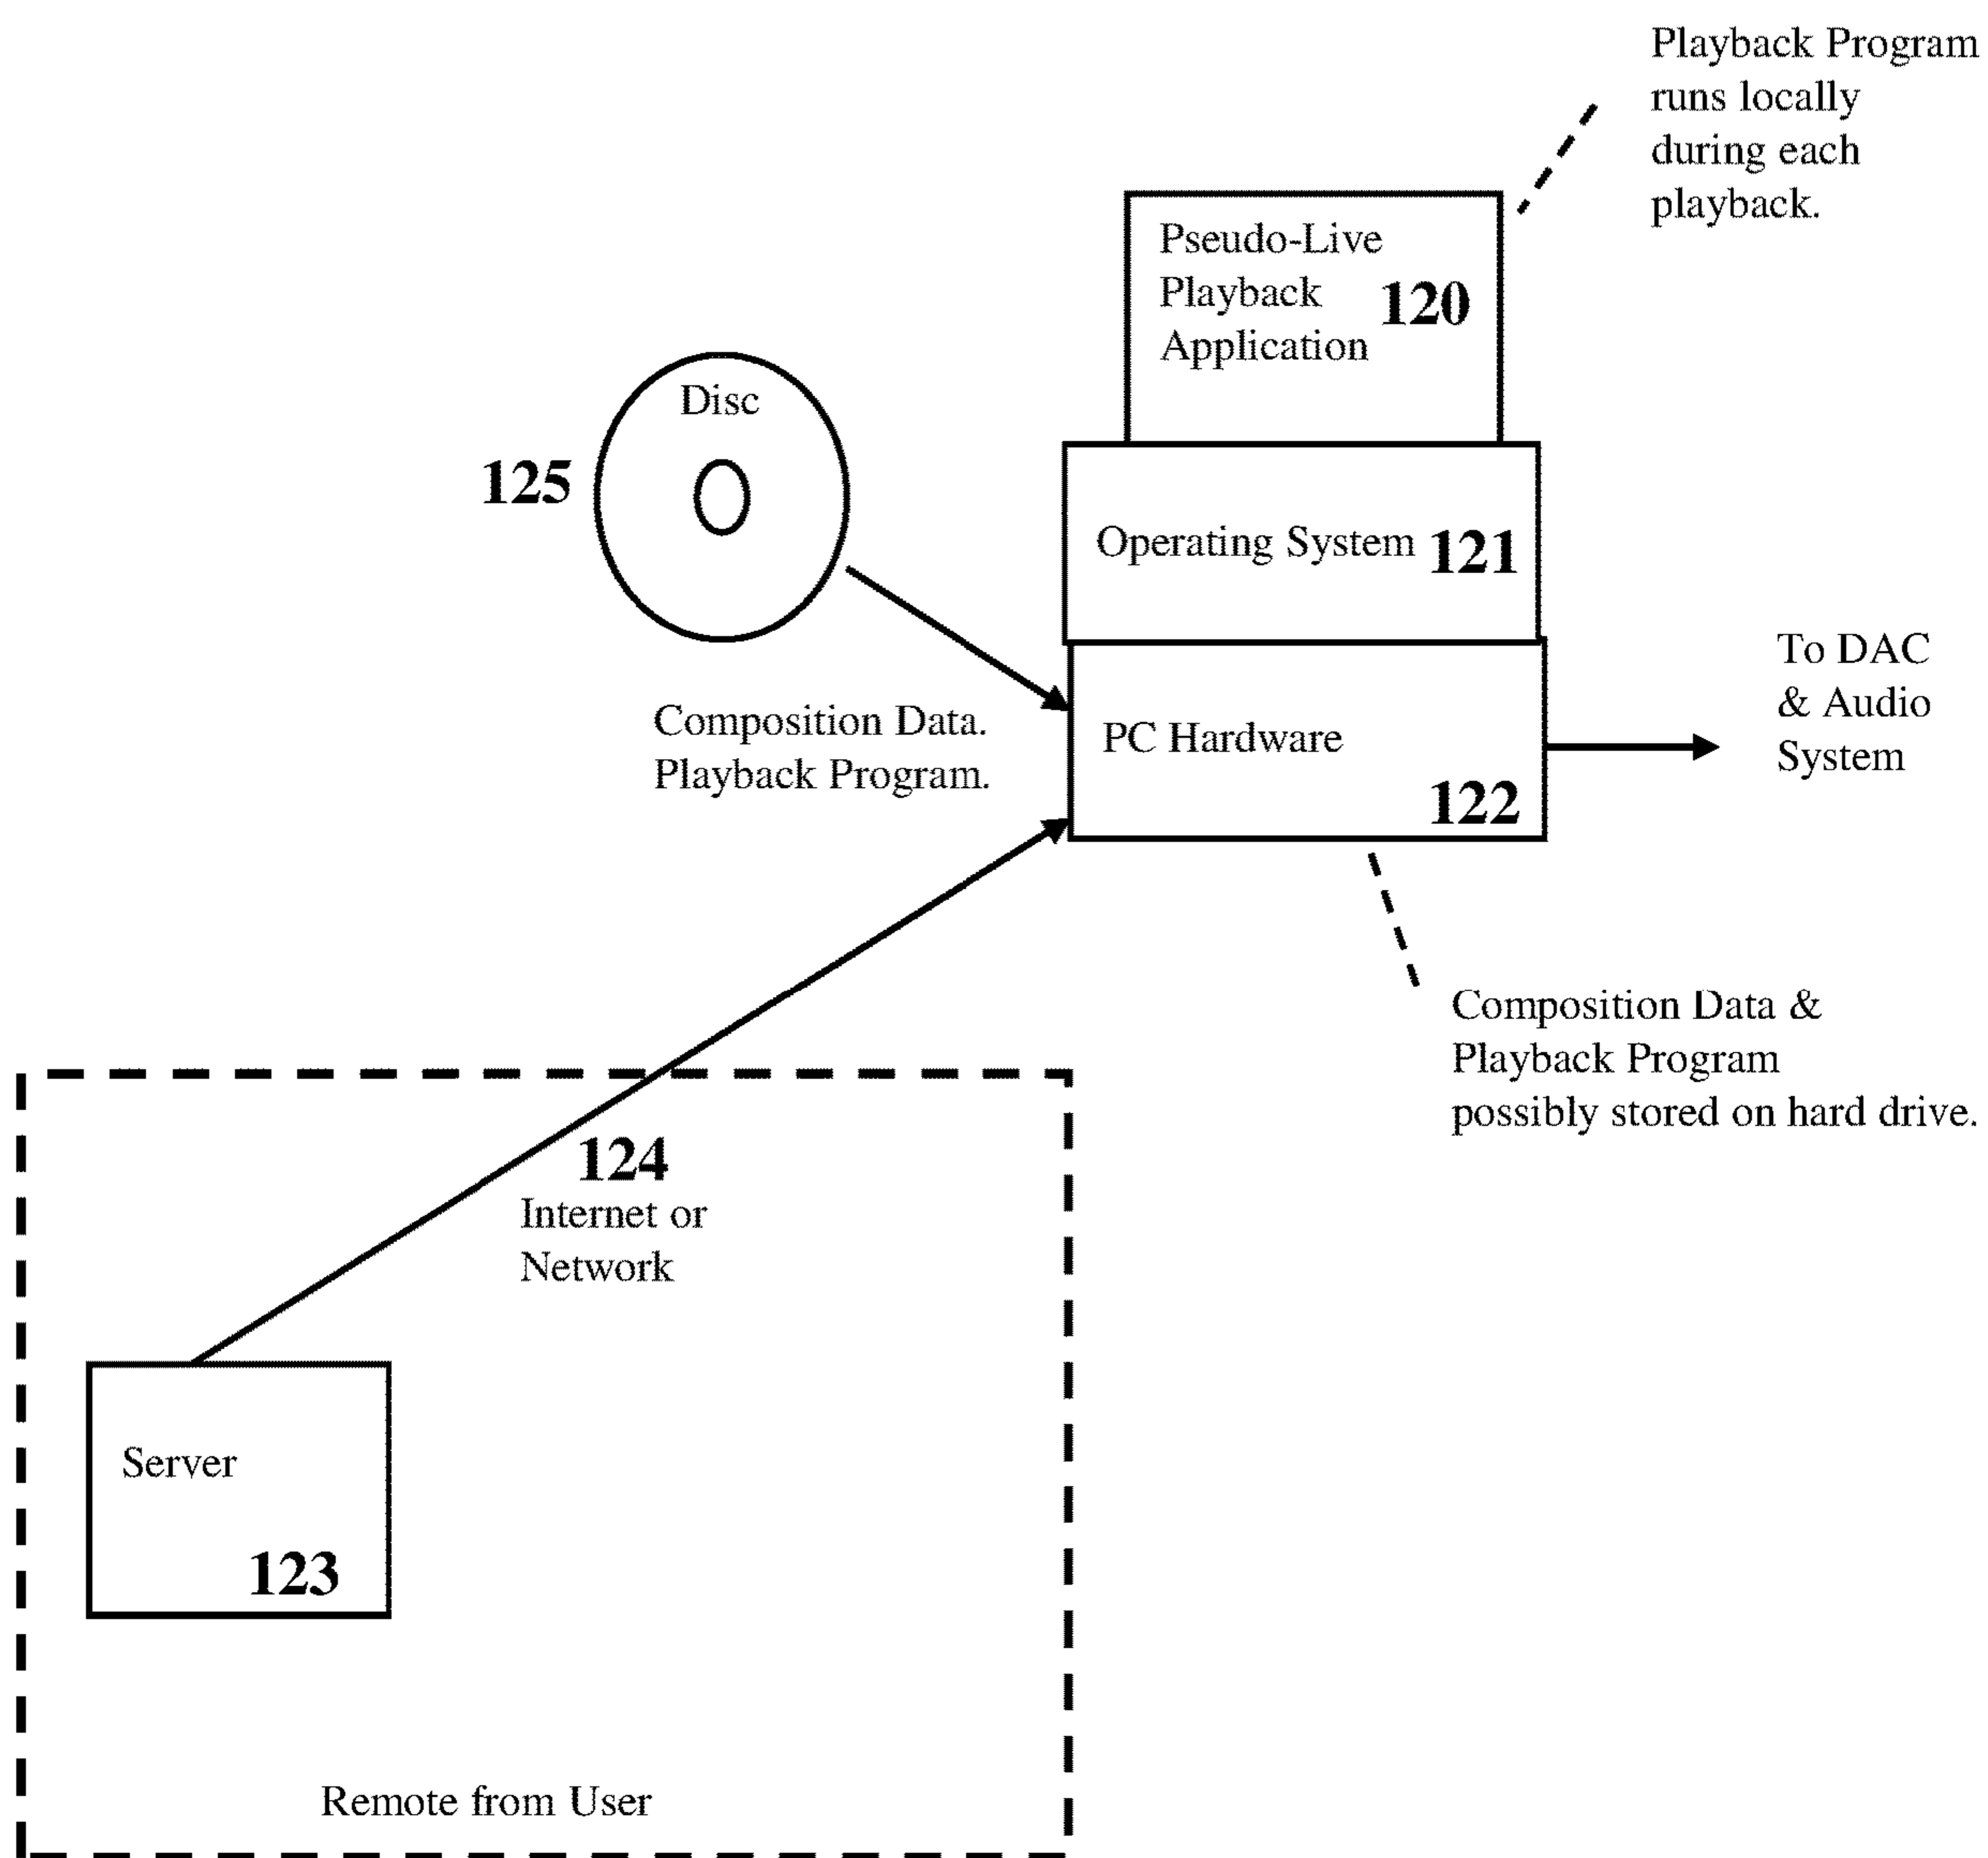 Playback Program
runs locally
during each
playback.
Pseudo-Live
Playback
Application
120
Disc
125
Operating System 121
To DAC
& Audio
System
Composition Data.
Playback Program.
PC Hardware
122
Composition Data &
Playback Program
possibly stored on hard drive.
124
Internet or
Network
Server
123
Remote from User